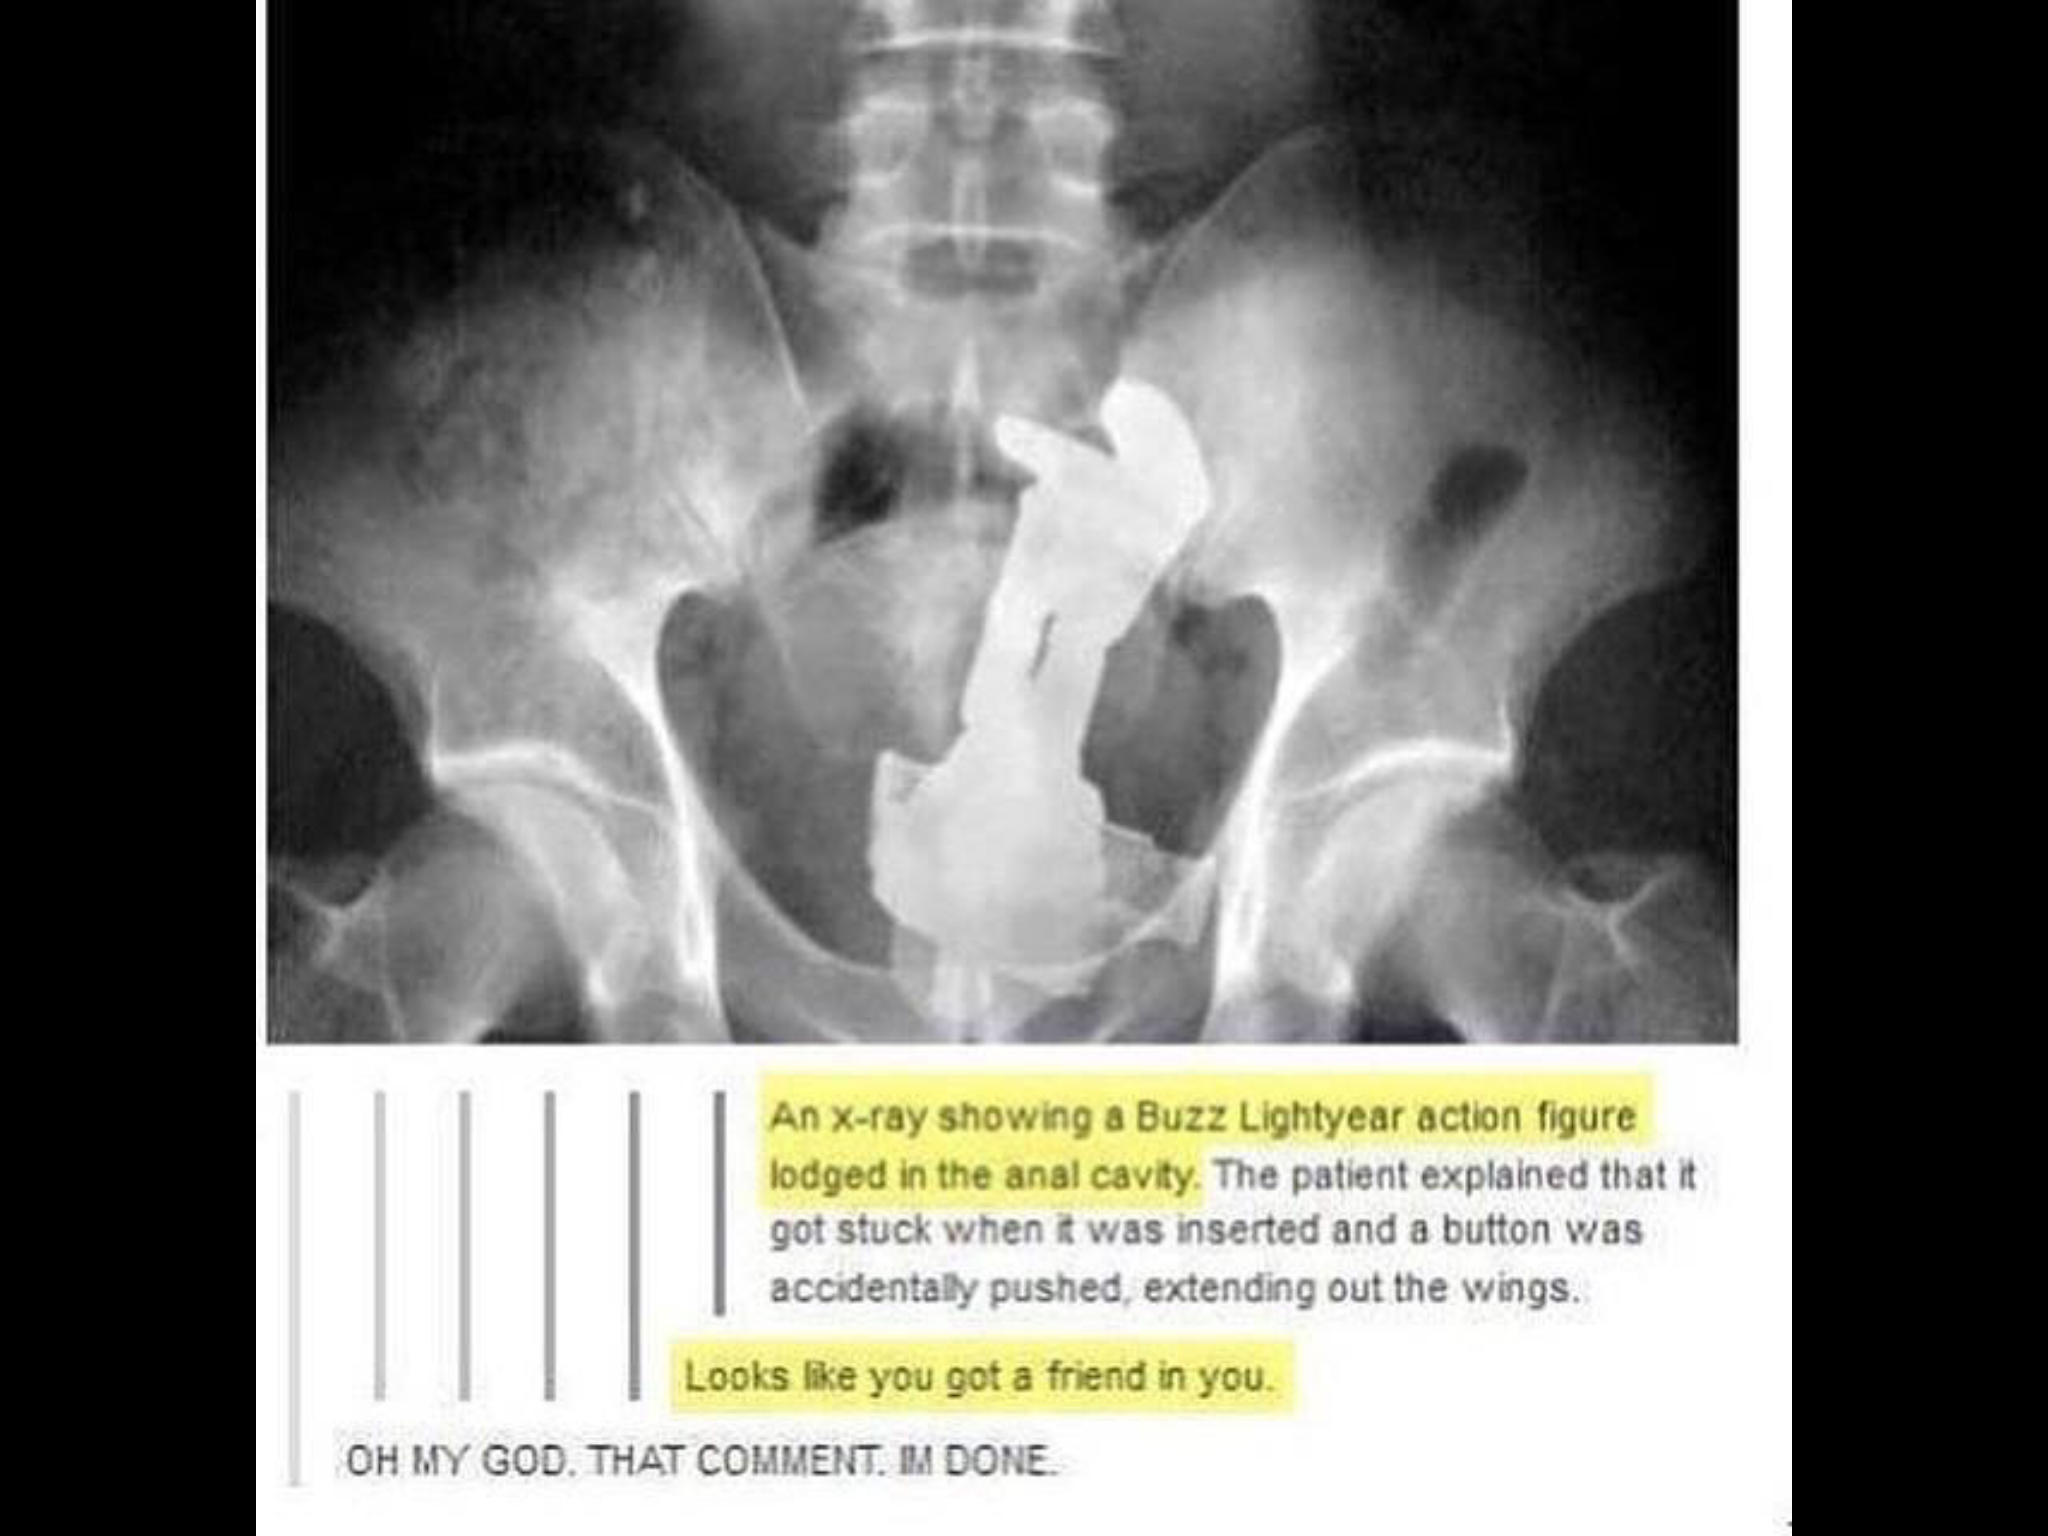 An x-ray showing a Buzz Lightyear action figure
lodged in the anal cavity. The patient explained that it
got stuck when it was inserted and a button was
accidentally pushed, extending out the wings.
Looks like you got a friend in you.
OH MY GOD. THAT COMMENT. IM DONE.